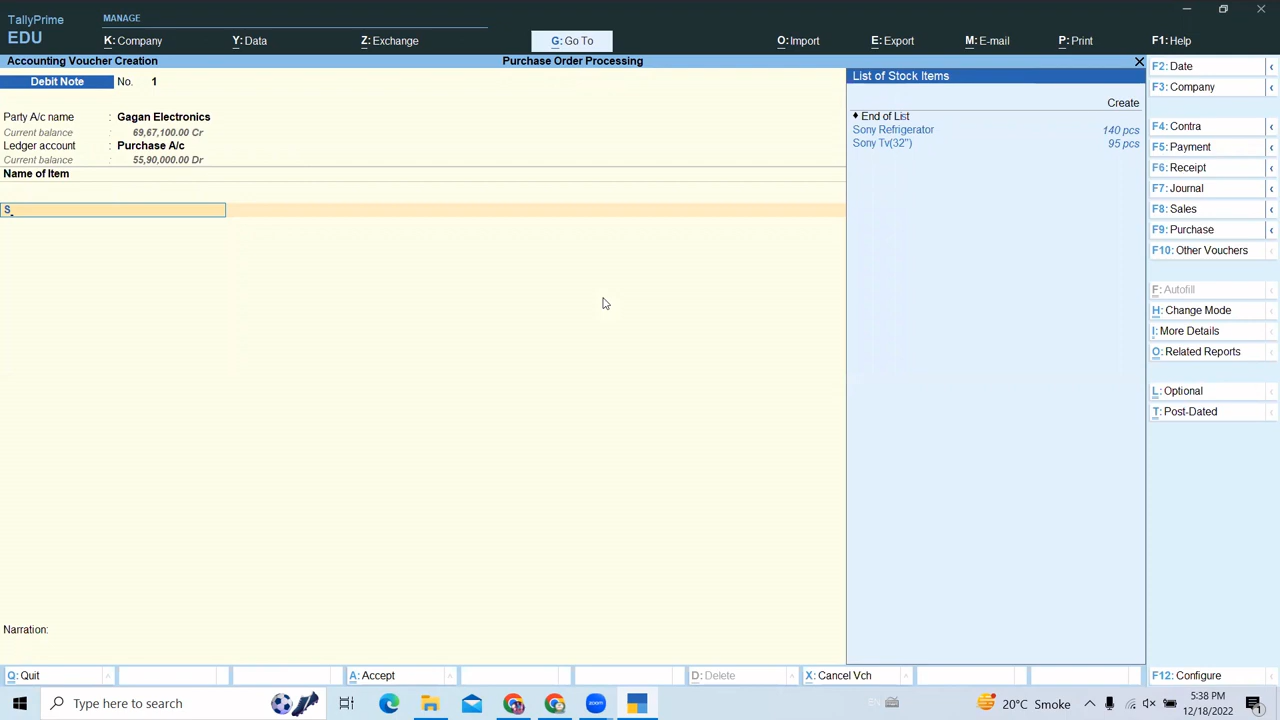 TallyPrime MANAGE
EDU K: Company Y: Data Z: Exchange G: Go To O: Import E: Export M: E-mail P: Print F1: Help
Accounting Voucher Creation Purchase Order Processing
Debit Note No. 1
Party A/c name : Gagan Electronics
Current balance : 69,67,100.00 Cr
Ledger account : Purchase A/c
Current balance : 55,90,000.00 Dr
Name of Item
S
Narration:
List of Stock Items
Create
♦ End of List
Sony Refrigerator 140 pcs
Sony Tv(32") 95 pcs
F2: Date
F3: Company
F4: Contra
F5: Payment
F6: Receipt
F7: Journal
F8: Sales
F9: Purchase
F10: Other Vouchers
F: Autofill
H: Change Mode
I: More Details
O: Related Reports
L: Optional
T: Post-Dated
Q: Quit A: Accept D: Delete X: Cancel Vch F12: Configure
Type here to search 20°C Smoke EN 5:38 PM
12/18/2022 1
zoom